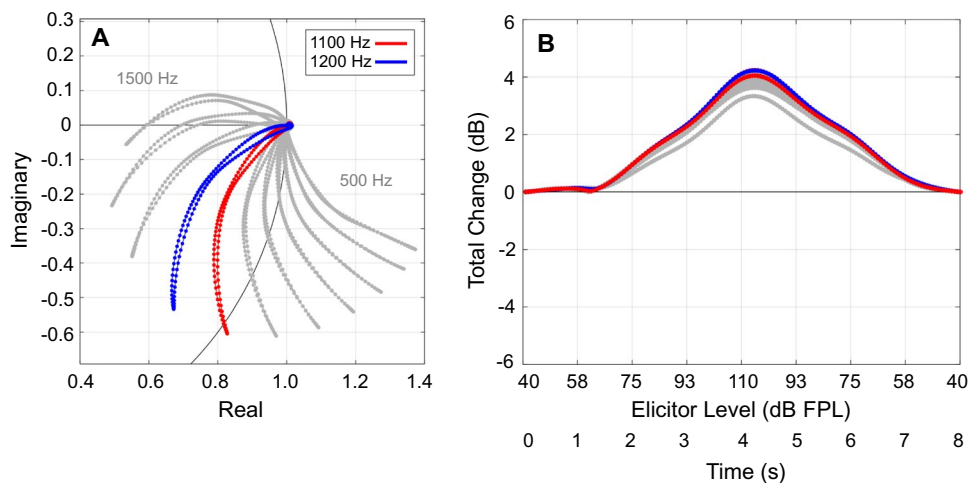 A
1100 Hz
1200 Hz
1500 Hz
500 Hz
0.3
0.2
0.1
0
-0.1
-0.2
-0.3
-0.4
-0.5
-0.6
Imaginary
0.4 0.6 0.8 1.0 1.2 1.4
Real
B
6
4
2
0
-2
-4
-6
Total Change (dB)
40 58 75 93 110 93 75 58 40
Elicitor Level (dB FPL)
0 1 2 3 4 5 6 7 8
Time (s)